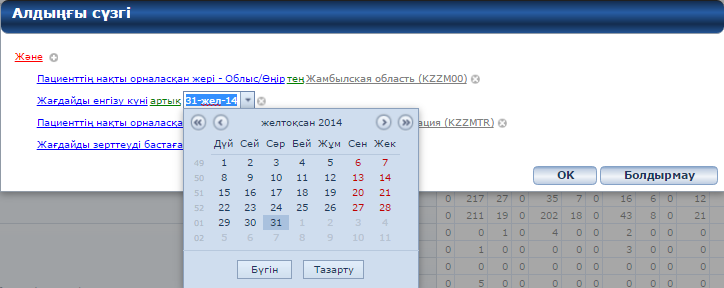 Алдыңғы сүзгі
Және
Пациенттің нақты орналасқан жері - Облыс/Өңір тең Жамбылская область (KZZM00)
Жағдайды енгізу күні артық 31-жел-14
Пациенттің нақты орналасқа ация (KZZMTR)
Жағдайды зерттеуді бастаға
желтоқсан 2014
Дүй Сей Сәр Бей Жұм Сен Жек
49 1 2 3 4 5 6 7
50 8 9 10 11 12 13 14
51 15 16 17 18 19 20 21
52 22 23 24 25 26 27 28
01 29 30 31 1 2 3 4
02 5 6 7 8 9 10 11
Бүгін Тазарту
OK Болдырмау
0 217 27 0 35 7 0 16 6 0 12
0 211 19 0 202 18 0 43 8 0 21
0 0 1 0 4 0 0 2 0 0 0
0 1 0 0 0 0 0 3 0 0 0
0 0 0 0 0 0 0 0 0 0 0
0 5 0 0 0 0 0 0 0 0 0